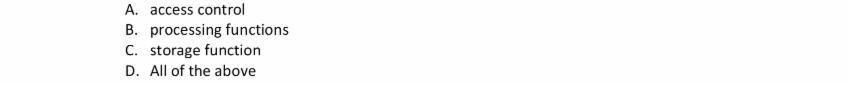 A. access control
B. processing functions
C. storage function
D. All of the above